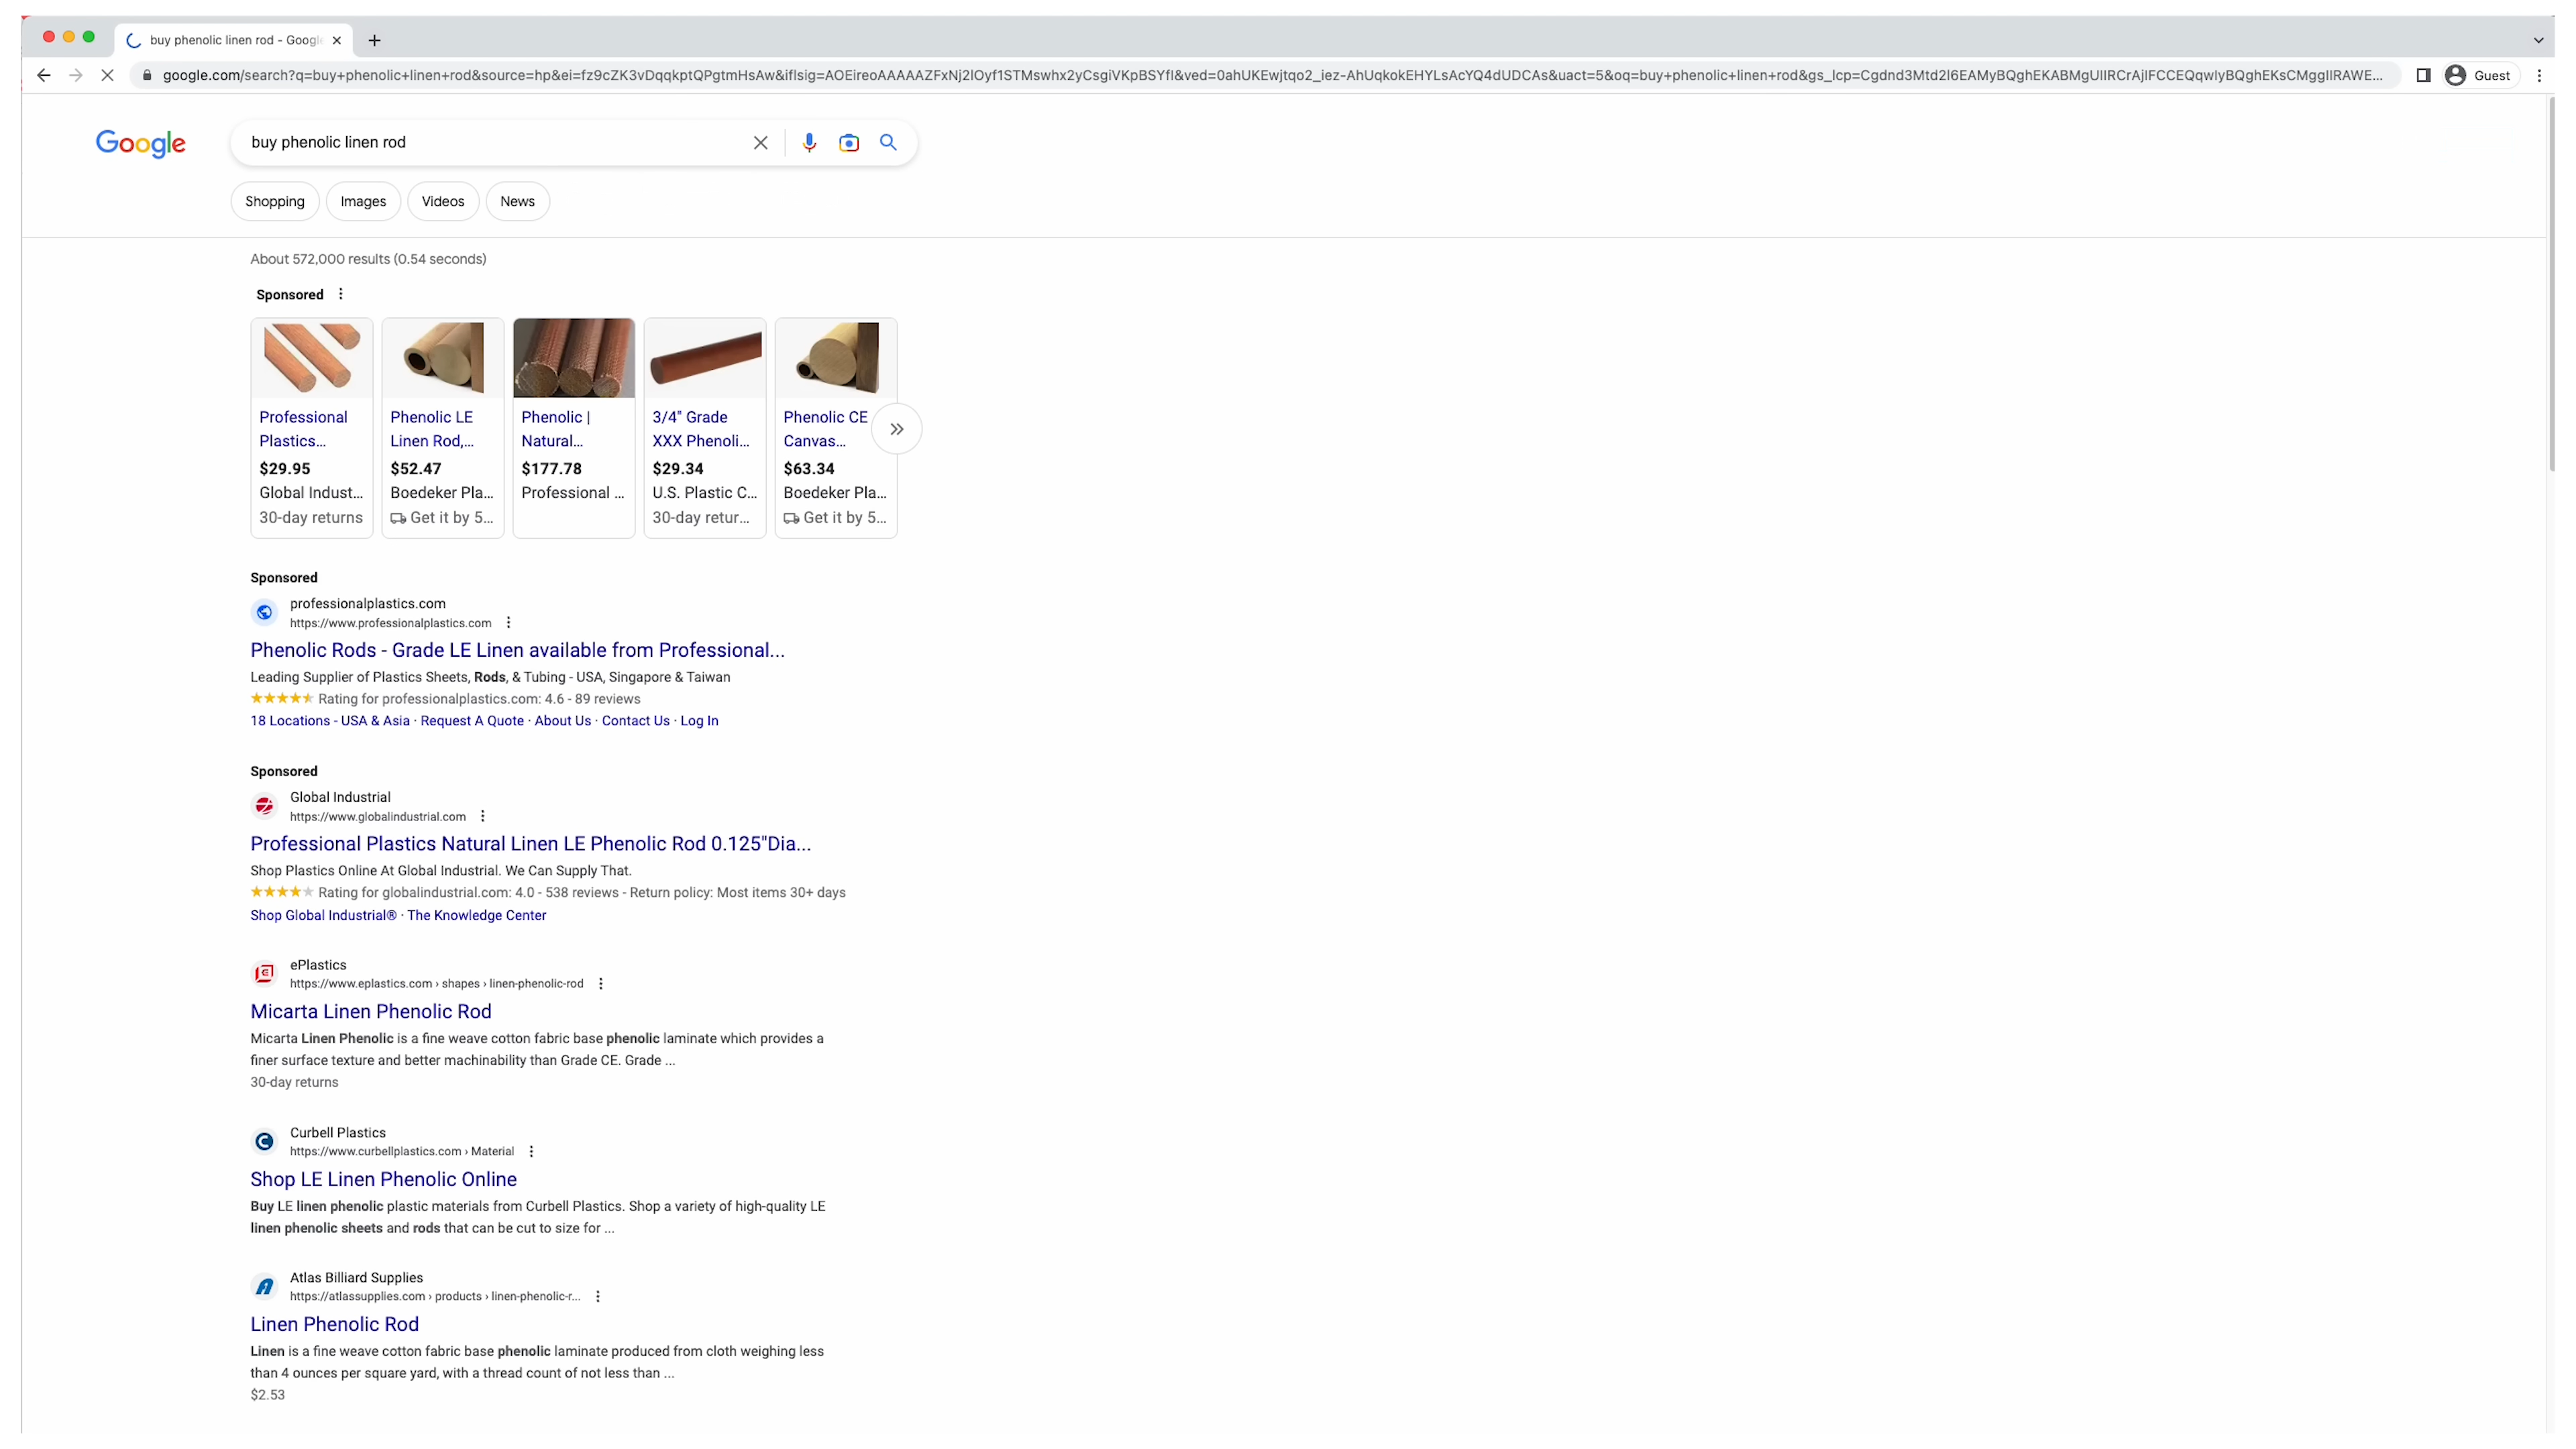 buy phenolic linen rod - Googl
google.com/search?q=buy+phenolic+linen+rod&source=hp&ei=fz9cZK3vDqqkptQPgtmHsAw&iflsig=AOEireoAAAAAZFxNj2lOyf1STMswhx2yCsgiVKpBSYfI&ved=0ahUKEwjtqo2_iez-AhUqkokEHYLsAcYQ4dUDCAs&uact=5&oq=buy+phenolic+linen+rod&gs_lcp=Cgdnd3Mtd2l6EAMyBQghEKABMgUIIRCrAjIFCCEQqwIyBQghEKsCMggIIRAWE... Guest
Google buy phenolic linen rod
Shopping Images Videos News
About 572,000 results (0.54 seconds)
Sponsored
Professional Phenolic LE Phenolic | 3/4" Grade Phenolic CE
Plastics... Linen Rod,... Natural... XXX Phenoli... Canvas...
$29.95 $52.47 $177.78 $29.34 $63.34
Global Indust... Boedeker Pla... Professional ... U.S. Plastic C... Boedeker Pla...
30-day returns Get it by 5... 30-day retur... Get it by 5...
Sponsored
professionalplastics.com
https://www.professionalplastics.com
Phenolic Rods - Grade LE Linen available from Professional...
Leading Supplier of Plastics Sheets, Rods, & Tubing - USA, Singapore & Taiwan
Rating for professionalplastics.com: 4.6 - 89 reviews
18 Locations - USA & Asia · Request A Quote · About Us · Contact Us · Log In
Sponsored
Global Industrial
https://www.globalindustrial.com
Professional Plastics Natural Linen LE Phenolic Rod 0.125"Dia...
Shop Plastics Online At Global Industrial. We Can Supply That.
Rating for globalindustrial.com: 4.0 - 538 reviews - Return policy: Most items 30+ days
Shop Global Industrial® · The Knowledge Center
ePlastics
https://www.eplastics.com › shapes › linen-phenolic-rod
Micarta Linen Phenolic Rod
Micarta Linen Phenolic is a fine weave cotton fabric base phenolic laminate which provides a
finer surface texture and better machinability than Grade CE. Grade ...
30-day returns
Curbell Plastics
https://www.curbellplastics.com › Material
Shop LE Linen Phenolic Online
Buy LE linen phenolic plastic materials from Curbell Plastics. Shop a variety of high-quality LE
linen phenolic sheets and rods that can be cut to size for ...
Atlas Billiard Supplies
https://atlassupplies.com › products › linen-phenolic-r...
Linen Phenolic Rod
Linen is a fine weave cotton fabric base phenolic laminate produced from cloth weighing less
than 4 ounces per square yard, with a thread count of not less than ...
$2.53